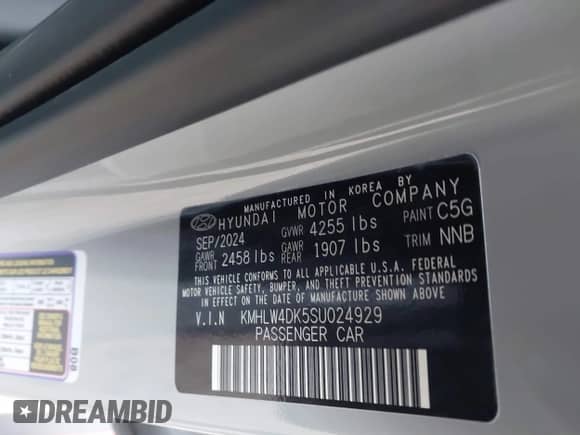 MANUFACTURED IN KOREA BY
HYUNDAI MOTOR COMPANY
SEP/2024 GVWR 4255 lbs PAINT C5G
GAWR FRONT 2458 lbs GAWR REAR 1907 lbs TRIM NNB
THIS VEHICLE CONFORMS TO ALL APPLICABLE U.S.A. FEDERAL
MOTOR VEHICLE SAFETY, BUMPER, AND THEFT PREVENTION STANDARDS
IN EFFECT ON THE DATE OF MANUFACTURE SHOWN ABOVE
V.I.N KMHLW4DK5SU024929
PASSENGER CAR
DREAMBID